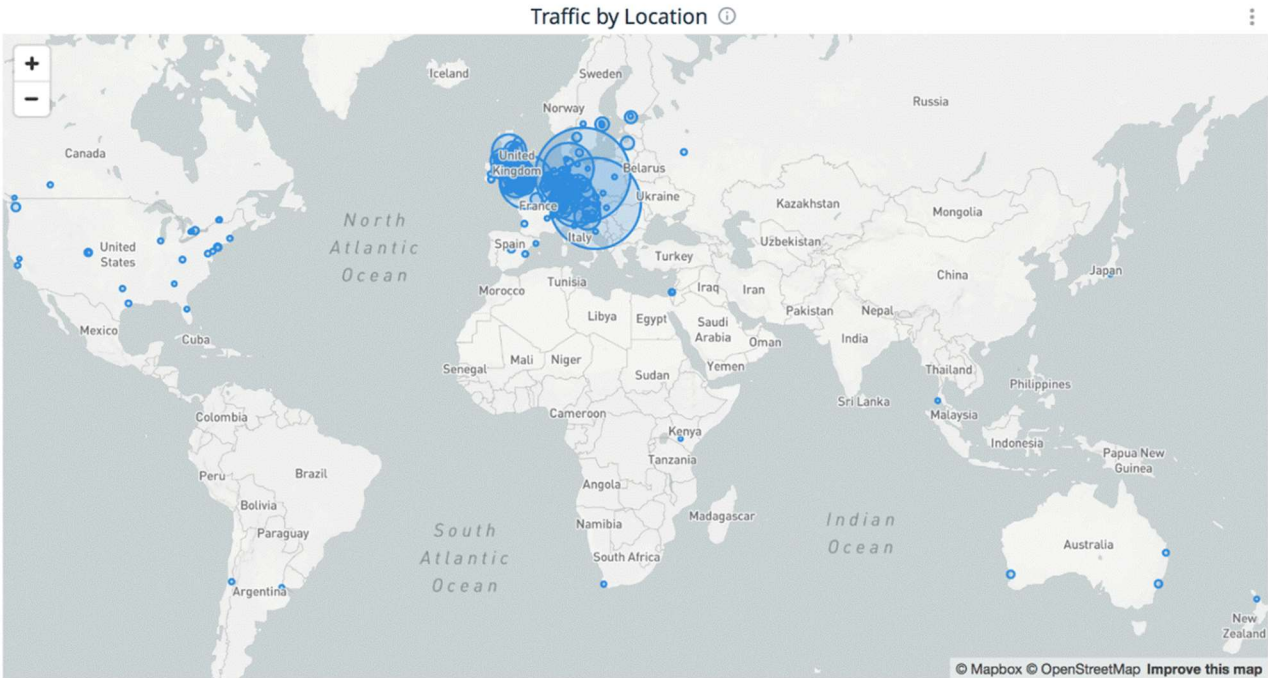 Traffic by Location
+
−
Iceland
Sweden
Norway
Russia
Canada
United
Kingdom
Belarus
Ukraine
Kazakhstan
Mongolia
France
North
Atlantic
Ocean
United
States
Spain
Italy
Uzbekistan
Turkey
China
Japan
Morocco
Tunisia
Iraq
Iran
Pakistan
Nepal
Mexico
Cuba
Libya
Egypt
Saudi
Arabia
Oman
India
Senegal
Mali
Niger
Sudan
Yemen
Thailand
Philippines
Sri Lanka
Colombia
Cameroon
Malaysia
Kenya
Indonesia
Papua New
Guinea
Peru
Brazil
Tanzania
Angola
Bolivia
Madagascar
Namibia
Paraguay
South
Atlantic
Ocean
Indian
Ocean
South Africa
Australia
Argentina
New
Zealand
© Mapbox © OpenStreetMap Improve this map